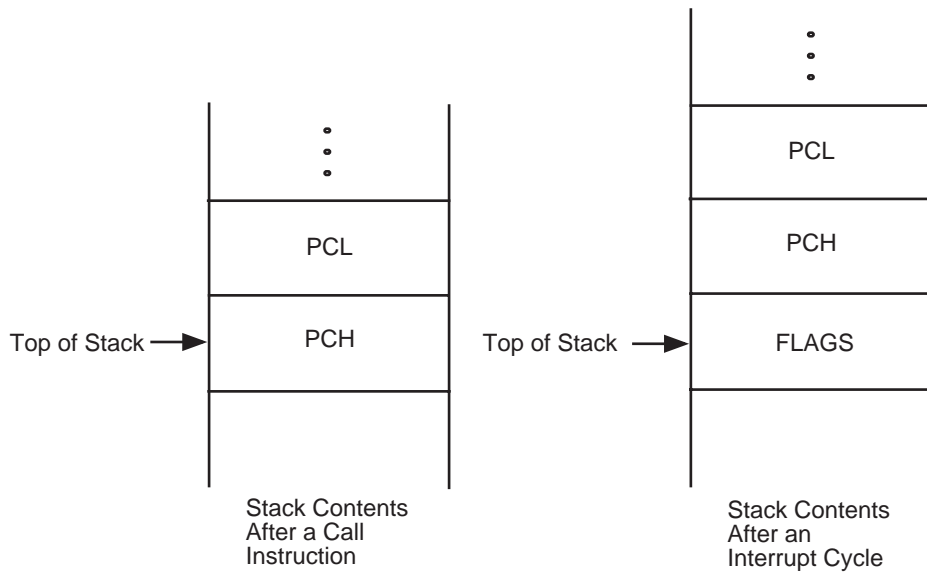 PCL
PCH
Top of Stack
Stack Contents
After a Call
Instruction
PCL
PCH
FLAGS
Top of Stack
Stack Contents
After an
Interrupt Cycle